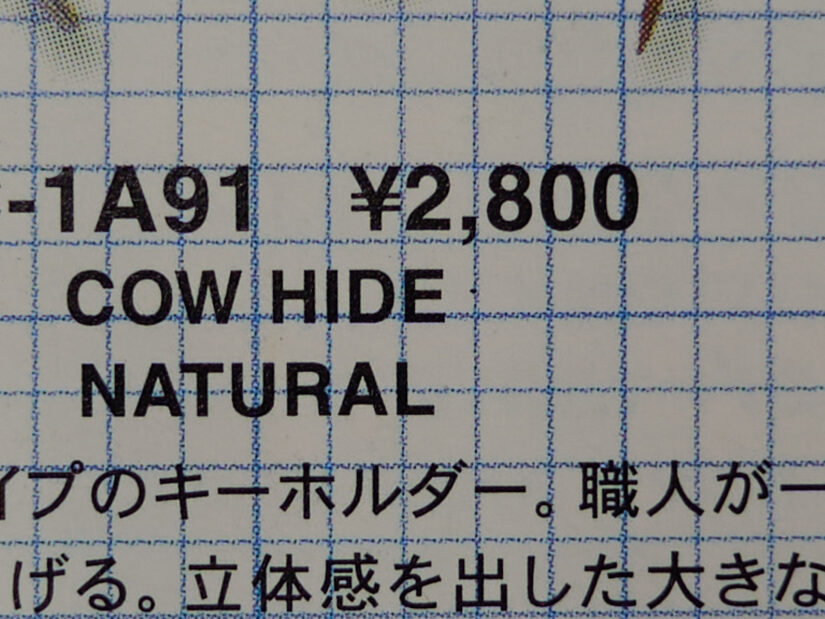 -1A91 ¥2,800
COW HIDE
NATURAL
イプのキーホルダー。職人が一
げる。立体感を出した大きな